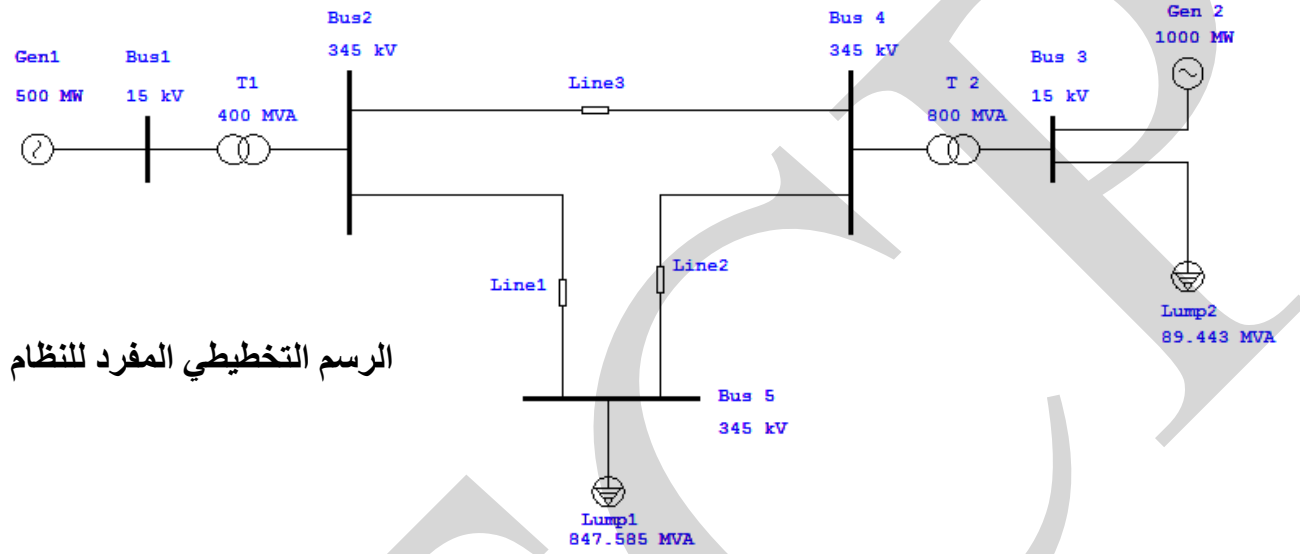 Gen1
500 MW
Bus1
15 kV
T1
400 MVA
Bus2
345 kV
Line3
Bus 4
345 kV
T 2
800 MVA
Bus 3
15 kV
Gen 2
1000 MW
Line1
Line2
Lump2
89.443 MVA
الرسم التخطيطي المفرد للنظام
Bus 5
345 kV
Lump1
847.585 MVA